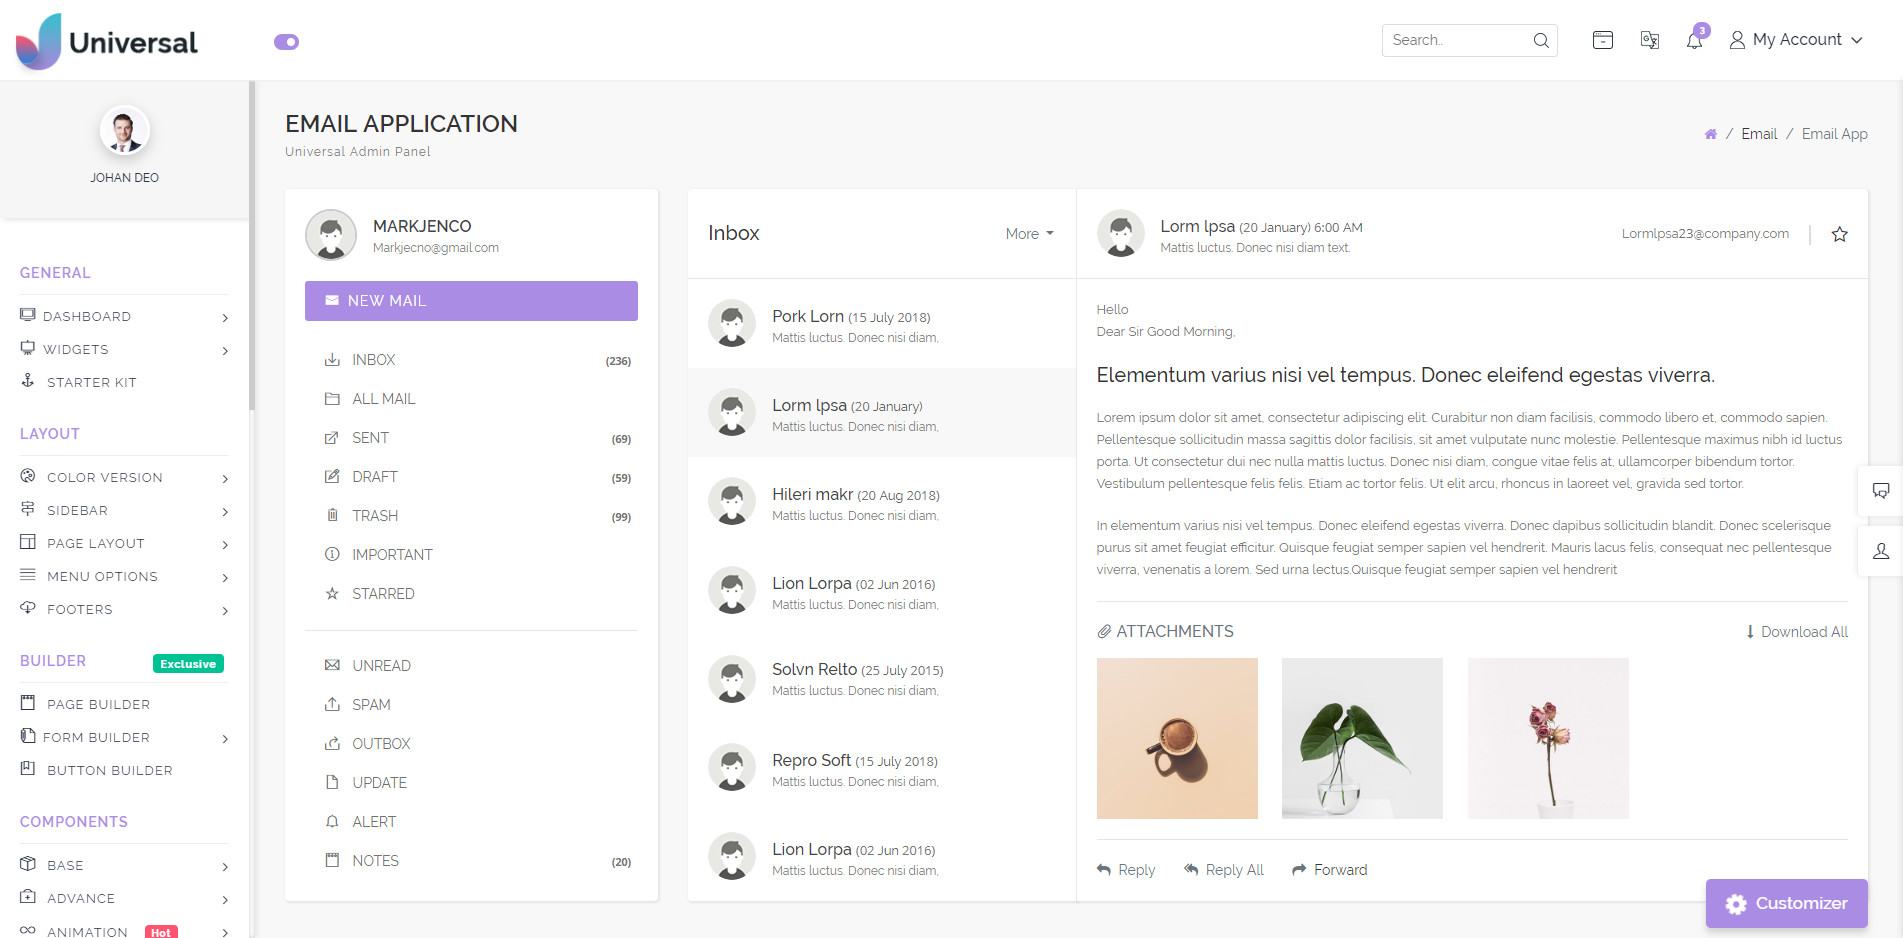 Universal
Search..
3
My Account
JOHAN DEO
GENERAL
DASHBOARD
WIDGETS
STARTER KIT
LAYOUT
COLOR VERSION
SIDEBAR
PAGE LAYOUT
MENU OPTIONS
FOOTERS
BUILDER Exclusive
PAGE BUILDER
FORM BUILDER
BUTTON BUILDER
COMPONENTS
BASE
ADVANCE
ANIMATION Hot
EMAIL APPLICATION
Universal Admin Panel
/ Email / Email App
MARKJENCO
Markjecno@gmail.com
NEW MAIL
INBOX (236)
ALL MAIL
SENT (69)
DRAFT (59)
TRASH (99)
IMPORTANT
STARRED
UNREAD
SPAM
OUTBOX
UPDATE
ALERT
NOTES (20)
Inbox More
Pork Lorn (15 July 2018)
Mattis luctus. Donec nisi diam,
Lorm lpsa (20 January)
Mattis luctus. Donec nisi diam,
Hileri makr (20 Aug 2018)
Mattis luctus. Donec nisi diam,
Lion Lorpa (02 Jun 2016)
Mattis luctus. Donec nisi diam,
Solvn Relto (25 July 2015)
Mattis luctus. Donec nisi diam,
Repro Soft (15 July 2018)
Mattis luctus. Donec nisi diam,
Lion Lorpa (02 Jun 2016)
Mattis luctus. Donec nisi diam,
Lorm lpsa (20 January) 6:00 AM
Mattis luctus. Donec nisi diam text.
Lormlpsa23@company.com
Hello
Dear Sir Good Morning,
Elementum varius nisi vel tempus. Donec eleifend egestas viverra.
Lorem ipsum dolor sit amet, consectetur adipiscing elit. Curabitur non diam facilisis, commodo libero et, commodo sapien.
Pellentesque sollicitudin massa sagittis dolor facilisis, sit amet vulputate nunc molestie. Pellentesque maximus nibh id luctus
porta. Ut consectetur dui nec nulla mattis luctus. Donec nisi diam, congue vitae felis at, ullamcorper bibendum tortor.
Vestibulum pellentesque felis felis. Etiam ac tortor felis. Ut elit arcu, rhoncus in laoreet vel, gravida sed tortor.
In elementum varius nisi vel tempus. Donec eleifend egestas viverra. Donec dapibus sollicitudin blandit. Donec scelerisque
purus sit amet feugiat efficitur. Quisque feugiat semper sapien vel hendrerit. Mauris lacus felis, consequat nec pellentesque
viverra, venenatis a lorem. Sed urna lectus.Quisque feugiat semper sapien vel hendrerit
ATTACHMENTS
Download All
Reply Reply All Forward
Customizer